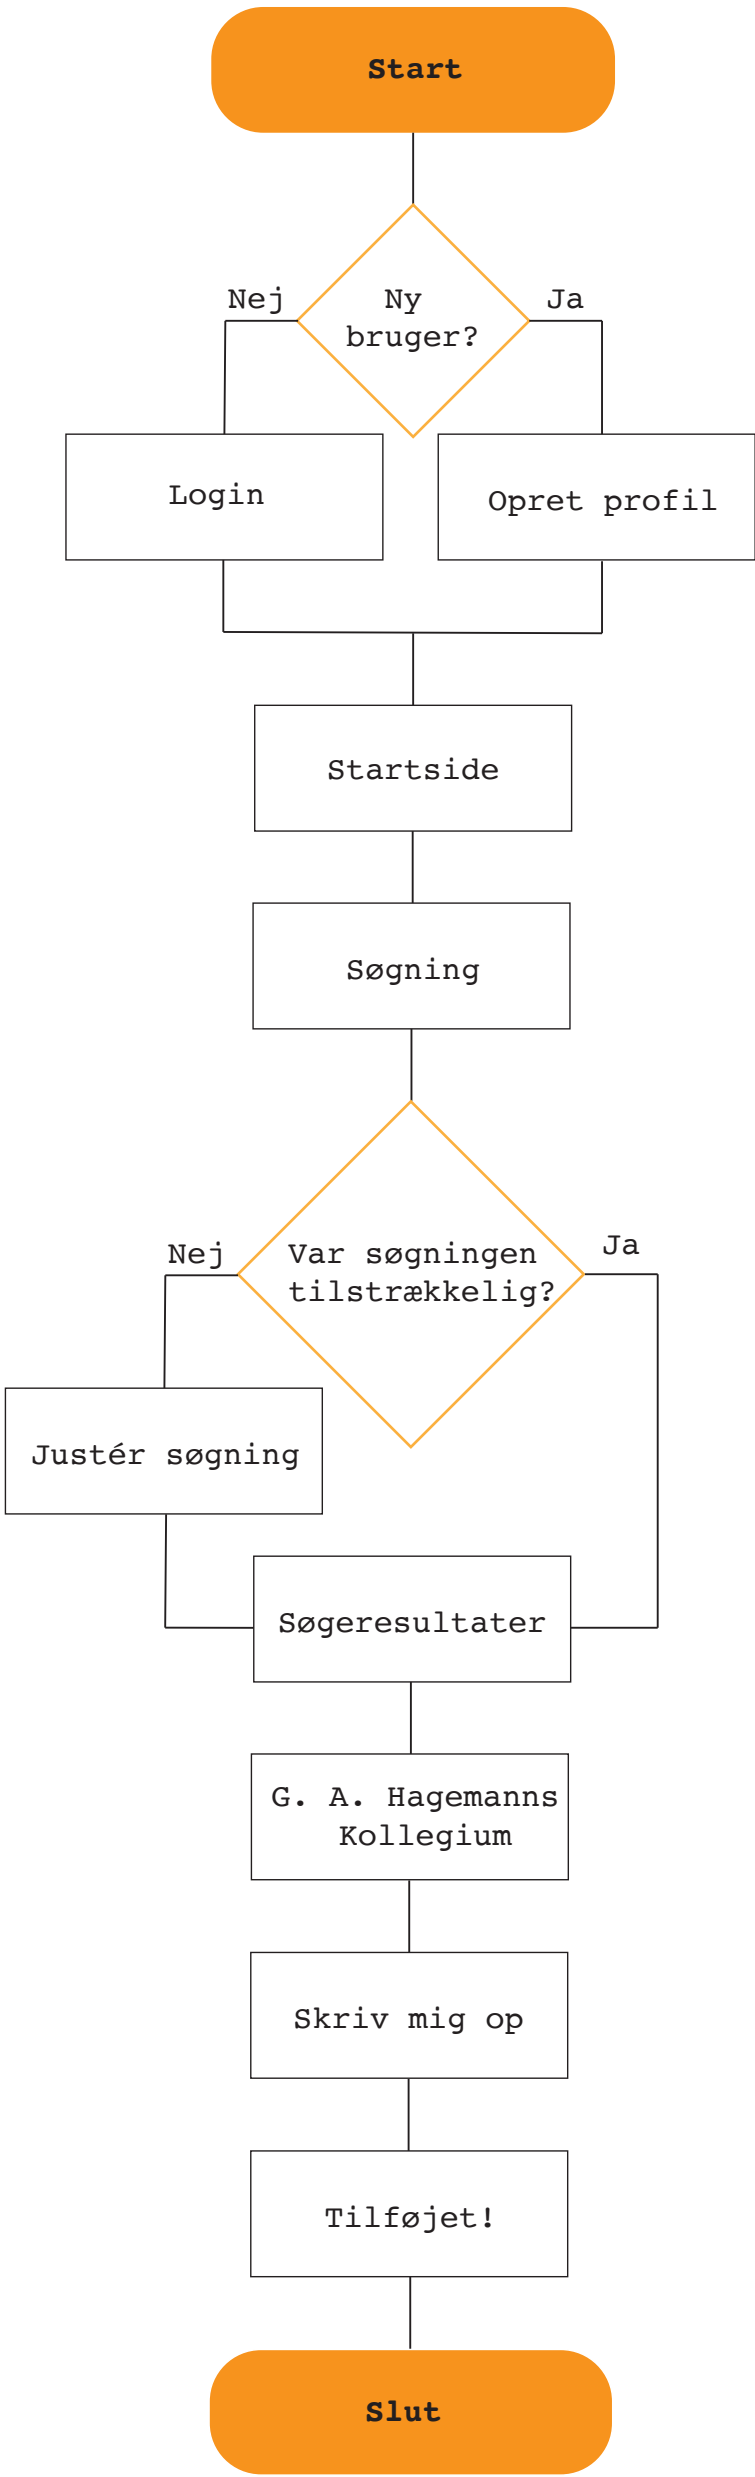 Start
Nej
Ny
Ja
bruger?
Login
Opret profil
Startside
Søgning
Nej
Var søgningen
Ja
tilstrækkelig?
Justér søgning
Søgeresultater
G. A. Hagemanns
Kollegium
Skriv mig op
Tilføjet!
Slut